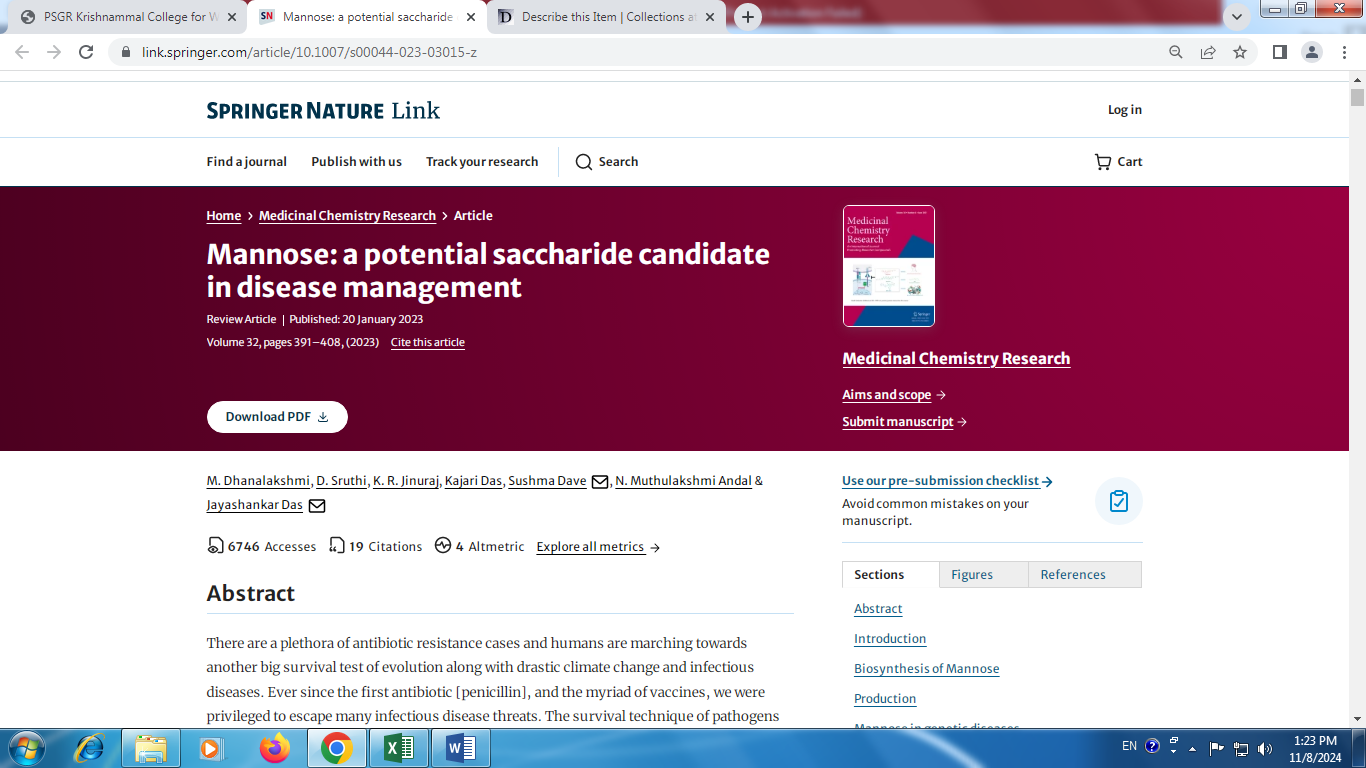 PSGR Krishnammal College for W
Mannose: a potential saccharide
Describe this Item | Collections a
link.springer.com/article/10.1007/s00044-023-03015-z
SPRINGER NATURE Link
Log in
Find a journal Publish with us Track your research Search
Cart
Home > Medicinal Chemistry Research > Article
Mannose: a potential saccharide candidate
in disease management
Review Article | Published: 20 January 2023
Volume 32, pages 391–408, (2023) Cite this article
Download PDF
Medicinal
Chemistry
Research
Medicinal Chemistry Research
Aims and scope →
Submit manuscript →
M. Dhanalakshmi, D. Sruthi, K. R. Jinuraj, Kajari Das, Sushma Dave, N. Muthulakshmi Andal &
Jayashankar Das
6746 Accesses 19 Citations 4 Altmetric Explore all metrics →
Abstract
There are a plethora of antibiotic resistance cases and humans are marching towards
another big survival test of evolution along with drastic climate change and infectious
diseases. Ever since the first antibiotic [penicillin], and the myriad of vaccines, we were
privileged to escape many infectious disease threats. The survival technique of pathogens
Use our pre-submission checklist →
Avoid common mistakes on your
manuscript.
Sections Figures References
Abstract
Introduction
Biosynthesis of Mannose
Production
Mannose in genetic diseases
EN
1:23 PM
11/8/2024